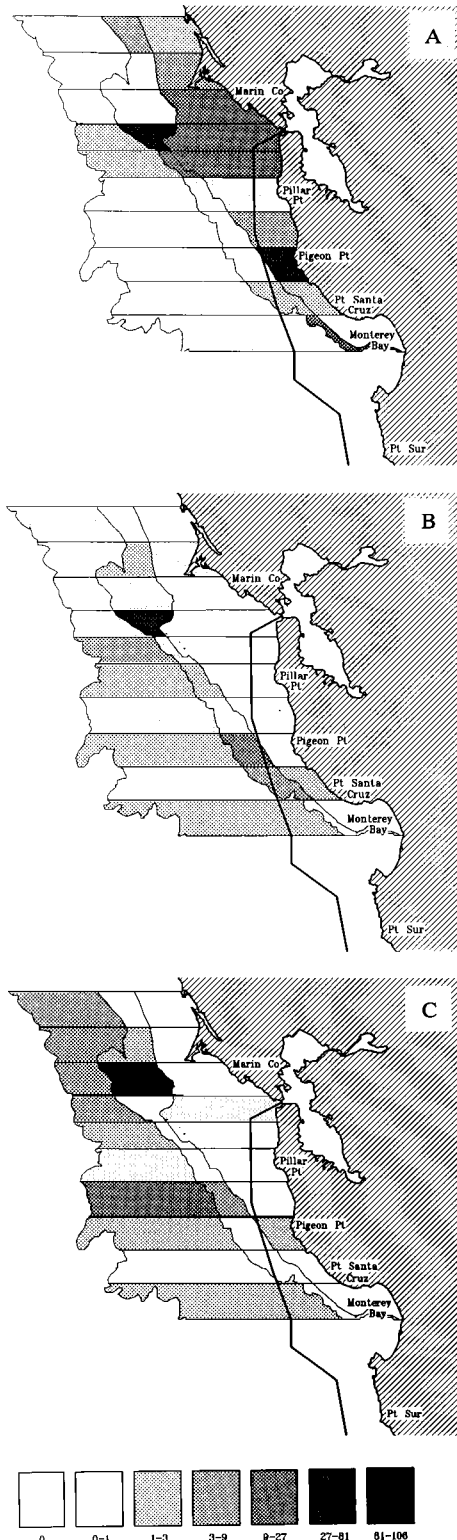 A
Marin Co
Pillar
Pt
Pigeon Pt
Pt Santa
Cruz
Monterey
Bay
Pt Sur
B
Marin Co
Pillar
Pt
Pigeon Pt
Pt Santa
Cruz
Monterey
Bay
Pt Sur
C
Marin Co
Pillar
Pt
Pigeon Pt
Pt Santa
Cruz
Monterey
Bay
Pt Sur
0 0-1 1-3 3-9 9-27 27-81 81-106